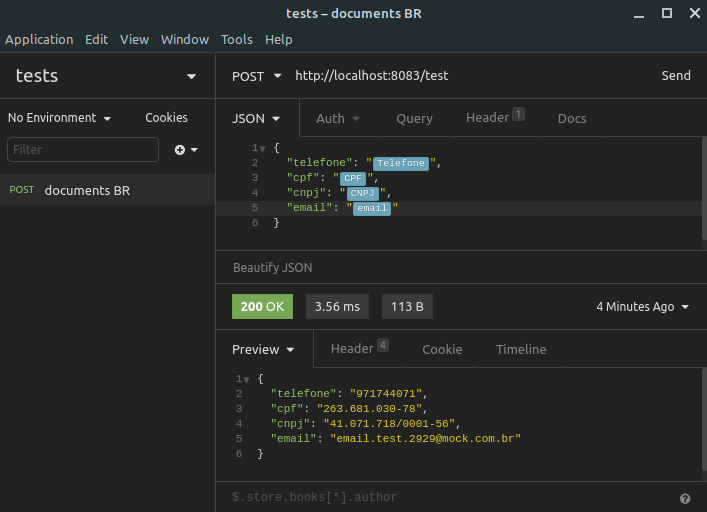 tests – documents BR
Application Edit View Window Tools Help
tests
POST http://localhost:8083/test Send
No Environment Cookies
JSON Auth Query Header 1 Docs
Filter
POST documents BR
1 {
2 "telefone": "Telefone",
3 "cpf": "CPF",
4 "cnpj": "CNPJ",
5 "email": "email"
6 }
Beautify JSON
200 OK 3.56 ms 113 B 4 Minutes Ago
Preview Header 4 Cookie Timeline
1 {
2 "telefone": "971744071",
3 "cpf": "263.681.030-78",
4 "cnpj": "41.071.718/0001-56",
5 "email": "email.test.2929@mock.com.br"
6 }
$.store.books[*].author ?